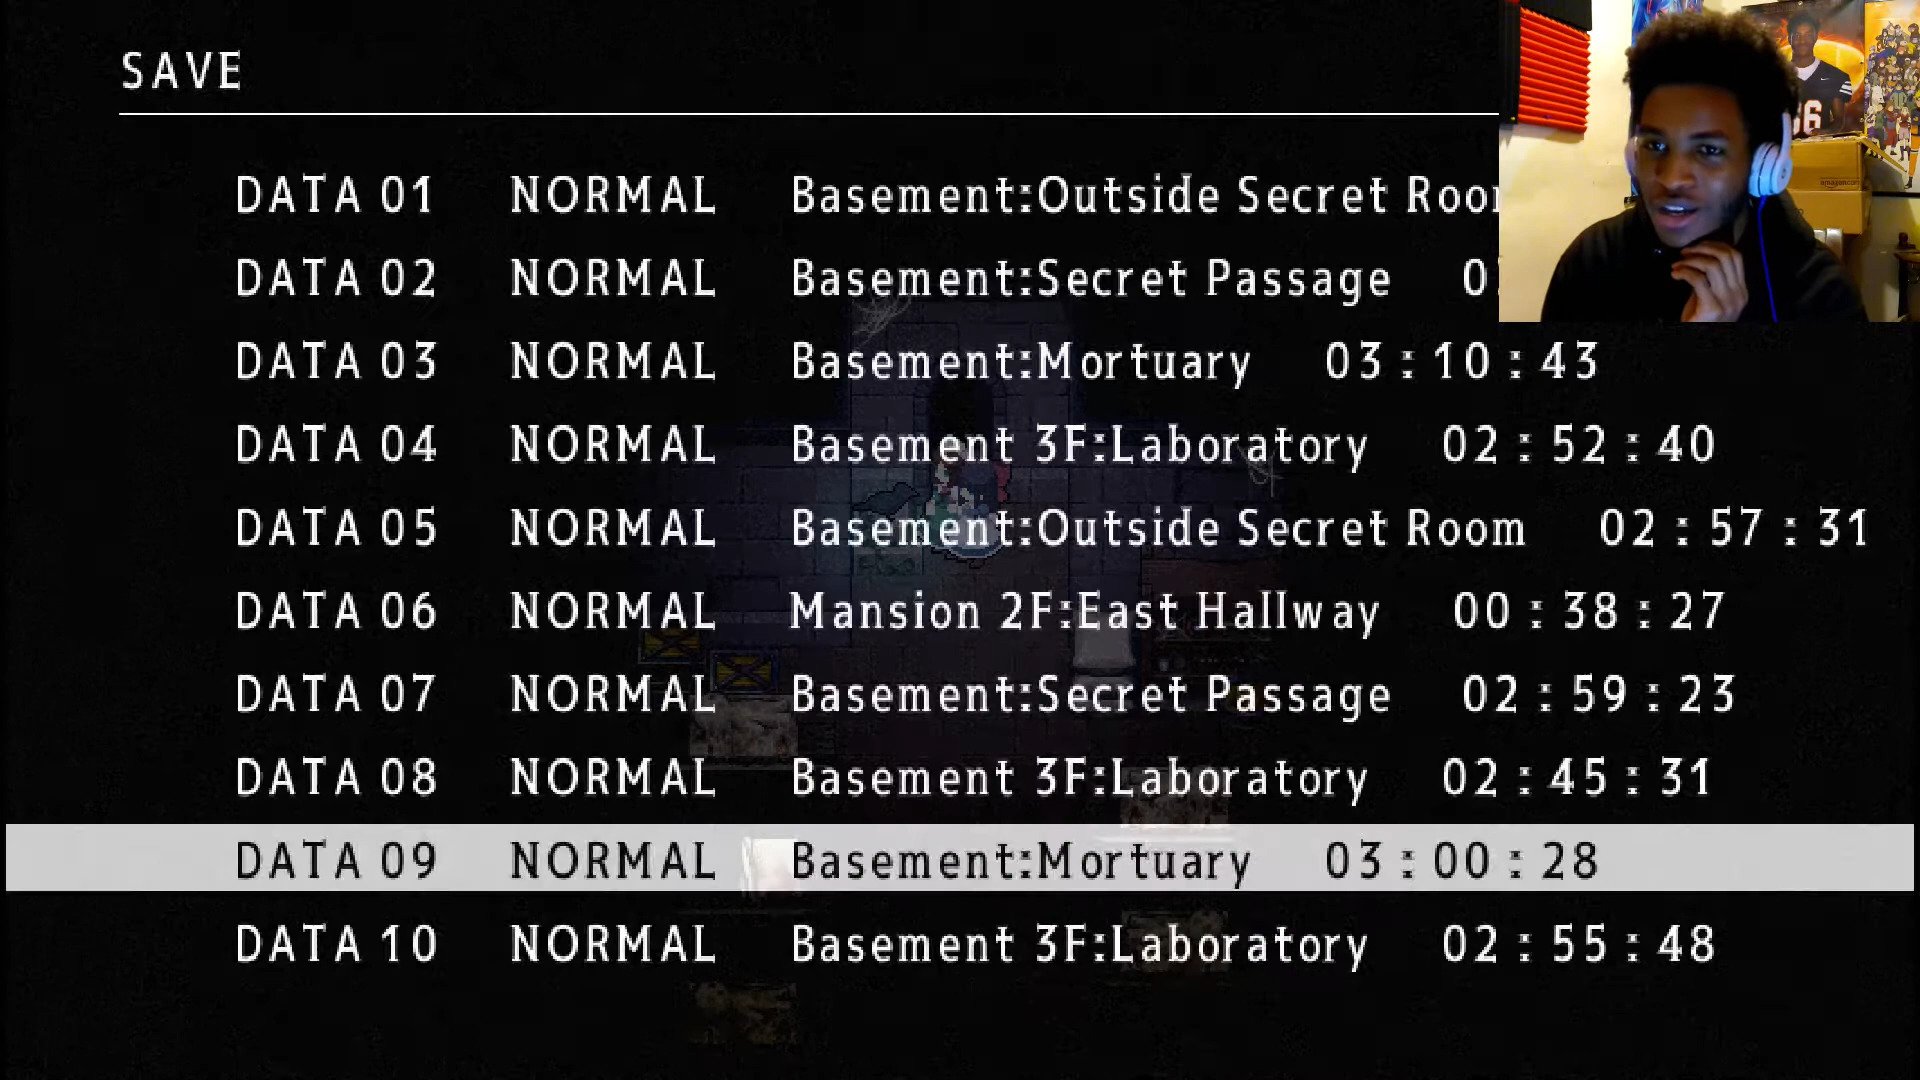 SAVE
DATA 01 NORMAL Basement:Outside Secret
DATA 02 NORMAL Basement:Secret Passage
DATA 03 NORMAL Basement:Mortuary 03:10:43
DATA 04 NORMAL Basement 3F:Laboratory 02:52:40
DATA 05 NORMAL Basement:Outside Secret Room 02:57:31
DATA 06 NORMAL Mansion 2F:East Hallway 00:38:27
DATA 07 NORMAL Basement:Secret Passage 02:59:23
DATA 08 NORMAL Basement 3F:Laboratory 02:45:31
DATA 09 NORMAL Basement:Mortuary 03:00:28
DATA 10 NORMAL Basement 3F:Laboratory 02:55:48